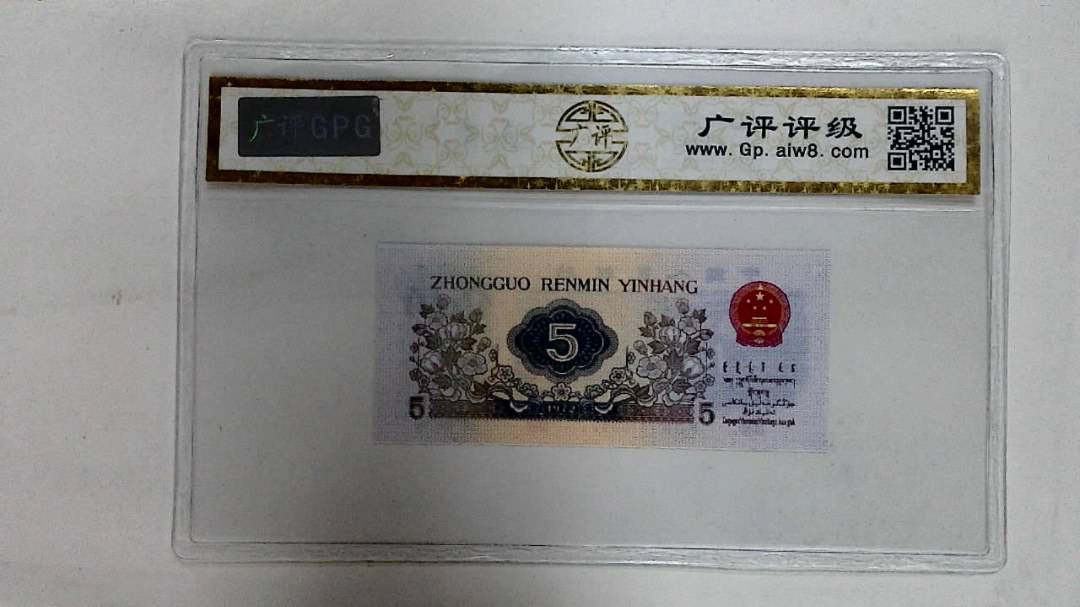 广评GPG
广评
广评评级
www. Gp. aiw8. com
ZHONGGUO RENMIN YINHANG
5
5
1972
5